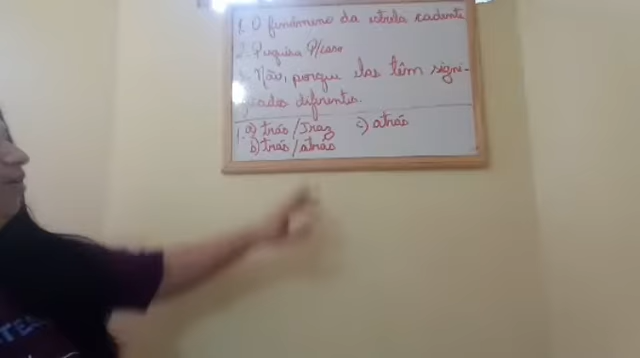 1. O fenômeno da estrela cadente
2- Pesquisa P/casa
3. Não, porque elas têm signi-
ficados diferentes.
1. a) trás / Traz c) atrás
b) trás / atrás